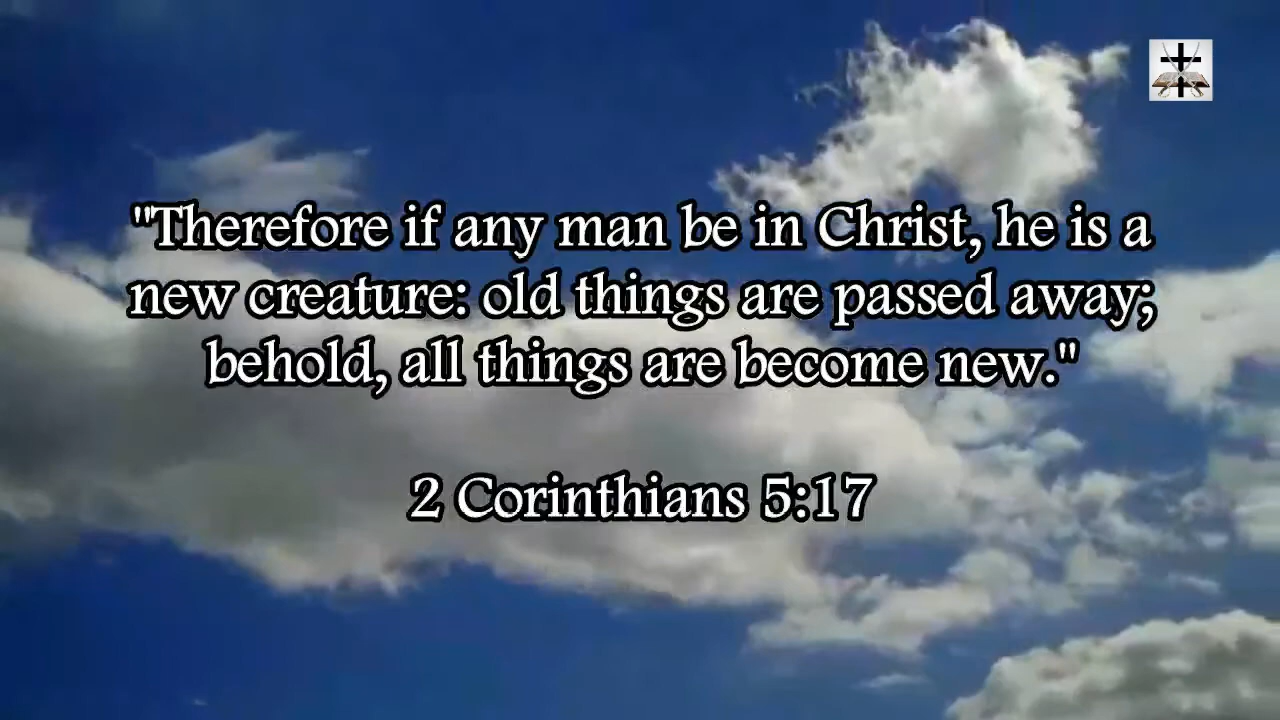 "Therefore if any man be in Christ, he is a
new creature: old things are passed away;
behold, all things are become new."
2 Corinthians 5:17